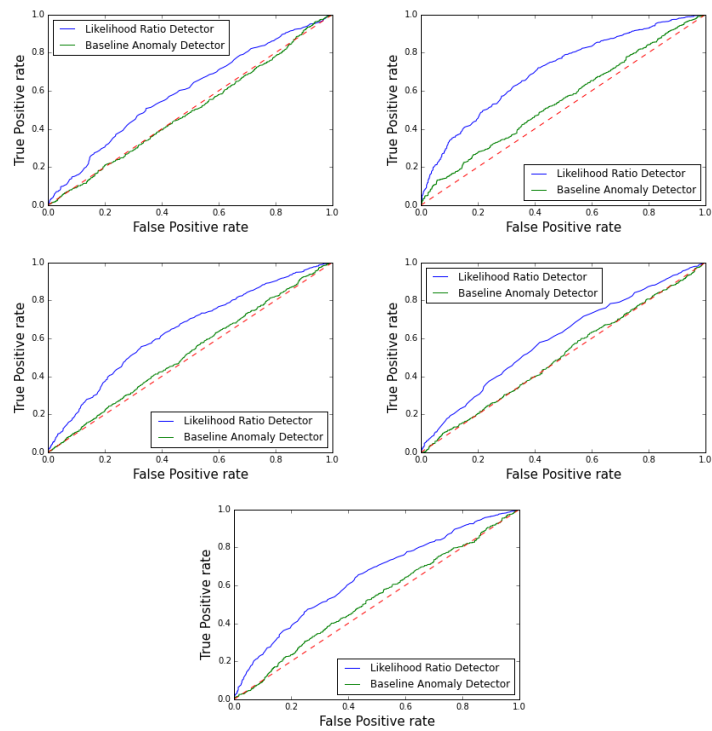 Likelihood Ratio Detector
Baseline Anomaly Detector
True Positive rate
1.0
0.8
0.6
0.4
0.2
0.0
0.0 0.2 0.4 0.6 0.8 1.0
False Positive rate
True Positive rate
1.0
0.8
0.6
0.4
0.2
0.0
Likelihood Ratio Detector
Baseline Anomaly Detector
0.0 0.2 0.4 0.6 0.8 1.0
False Positive rate
True Positive rate
1.0
0.8
0.6
0.4
0.2
0.0
Likelihood Ratio Detector
Baseline Anomaly Detector
0.0 0.2 0.4 0.6 0.8 1.0
False Positive rate
Likelihood Ratio Detector
Baseline Anomaly Detector
True Positive rate
1.0
0.8
0.6
0.4
0.2
0.0
0.0 0.2 0.4 0.6 0.8 1.0
False Positive rate
True Positive rate
1.0
0.8
0.6
0.4
0.2
0.0
Likelihood Ratio Detector
Baseline Anomaly Detector
0.0 0.2 0.4 0.6 0.8 1.0
False Positive rate